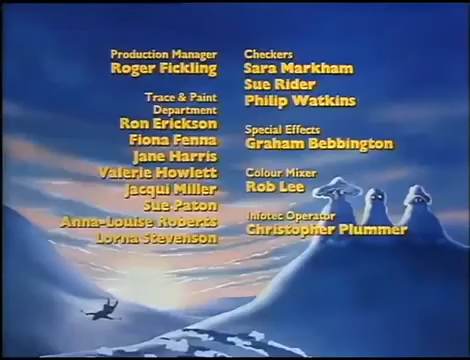 Production Manager
Roger Fickling
Trace & Paint
Department
Ron Erickson
Fiona Fenna
Jane Harris
Valerie Howlett
Jacqui Miller
Sue Paton
Anna-Louise Roberts
Lorna Stevenson
Checkers
Sara Markham
Sue Rider
Philip Watkins
Special Effects
Graham Bebbington
Colour Mixer
Rob Lee
Infotec Operator
Christopher Plummer